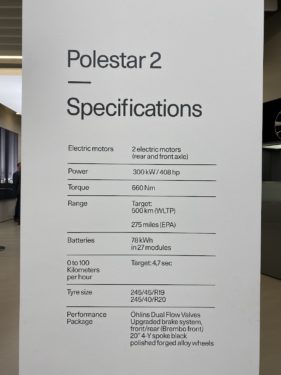 Polestar 2
Specifications
Electric motors 2 electric motors
(rear and front axle)
Power 300 kW / 408 hp
Torque 660 Nm
Range Target:
500 km (WLTP)
275 miles (EPA)
Batteries 78 kWh
in 27 modules
0 to 100 Target: 4,7 sec
Kilometers
per hour
Tyre size 245/45/R19
245/40/R20
Performance Öhlins Dual Flow Valves
Package Upgraded brake system,
front/rear (Brembo front)
20" 4-Y spoke black
polished forged alloy wheels